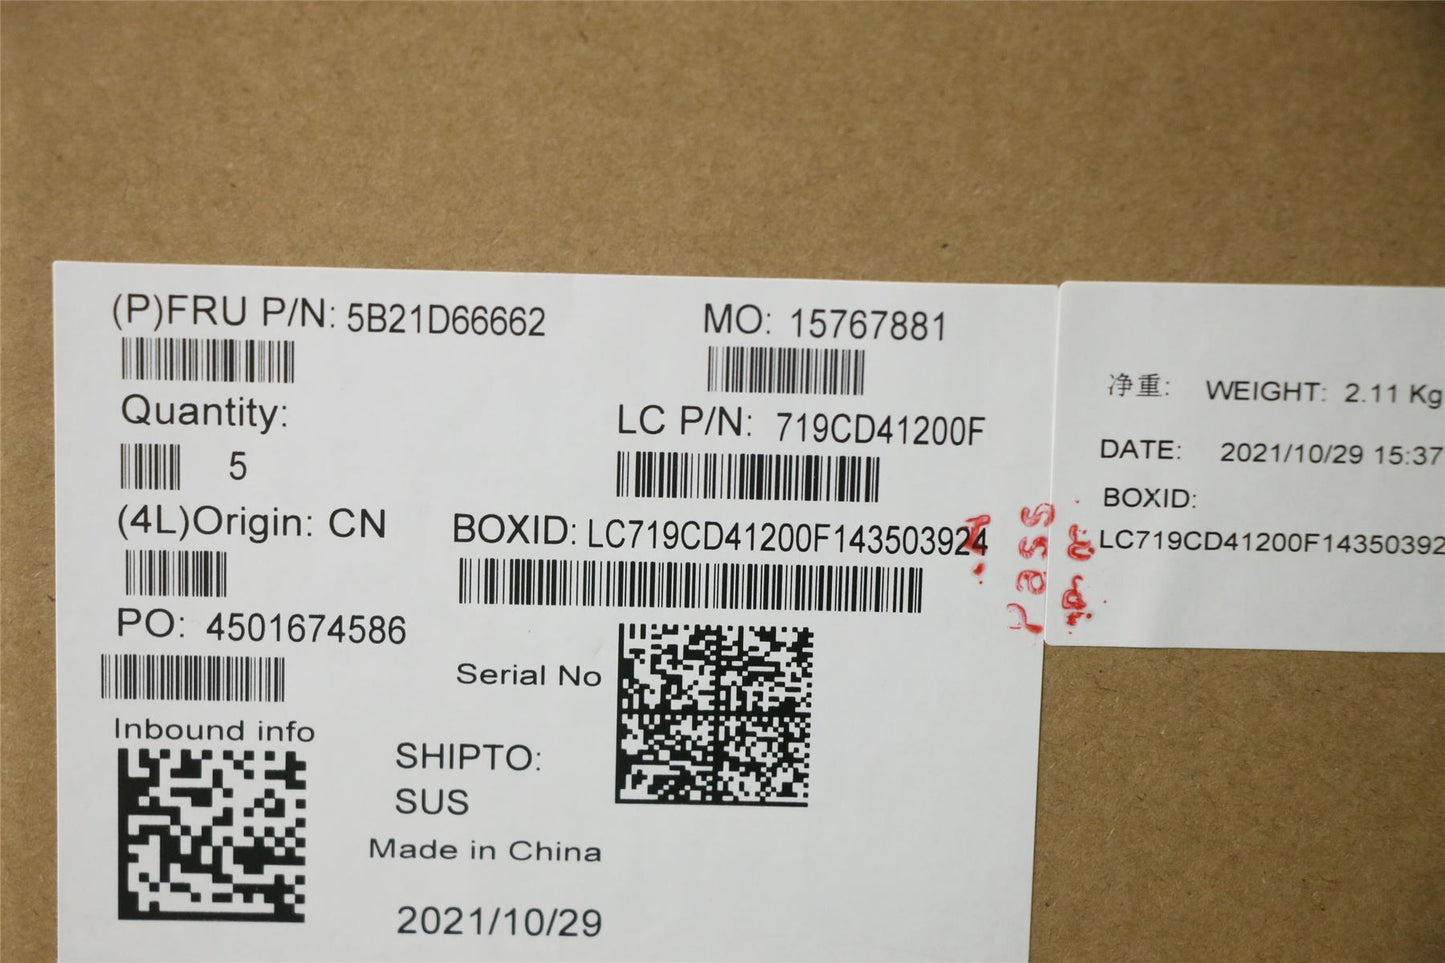 (P)FRU P/N: 5B21D66662
MO: 15767881
Quantity:
5
LC P/N: 719CD41200F
(4L)Origin: CN
BOXID: LC719CD41200F143503924
PO: 4501674586
Serial No
Inbound info
SHIPTO:
SUS
Made in China
2021/10/29
Pass
净重: WEIGHT: 2.11 Kg
DATE: 2021/10/29 15:37
BOXID:
LC719CD41200F14350392